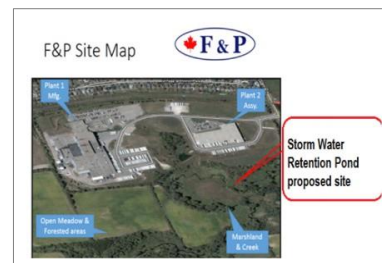 F&P Site Map
F & P
Plant 1
Mfg.
Plant 2
Assy.
Storm Water
Retention Pond
proposed site
Open Meadow &
Forested areas
Marshland
& Creek